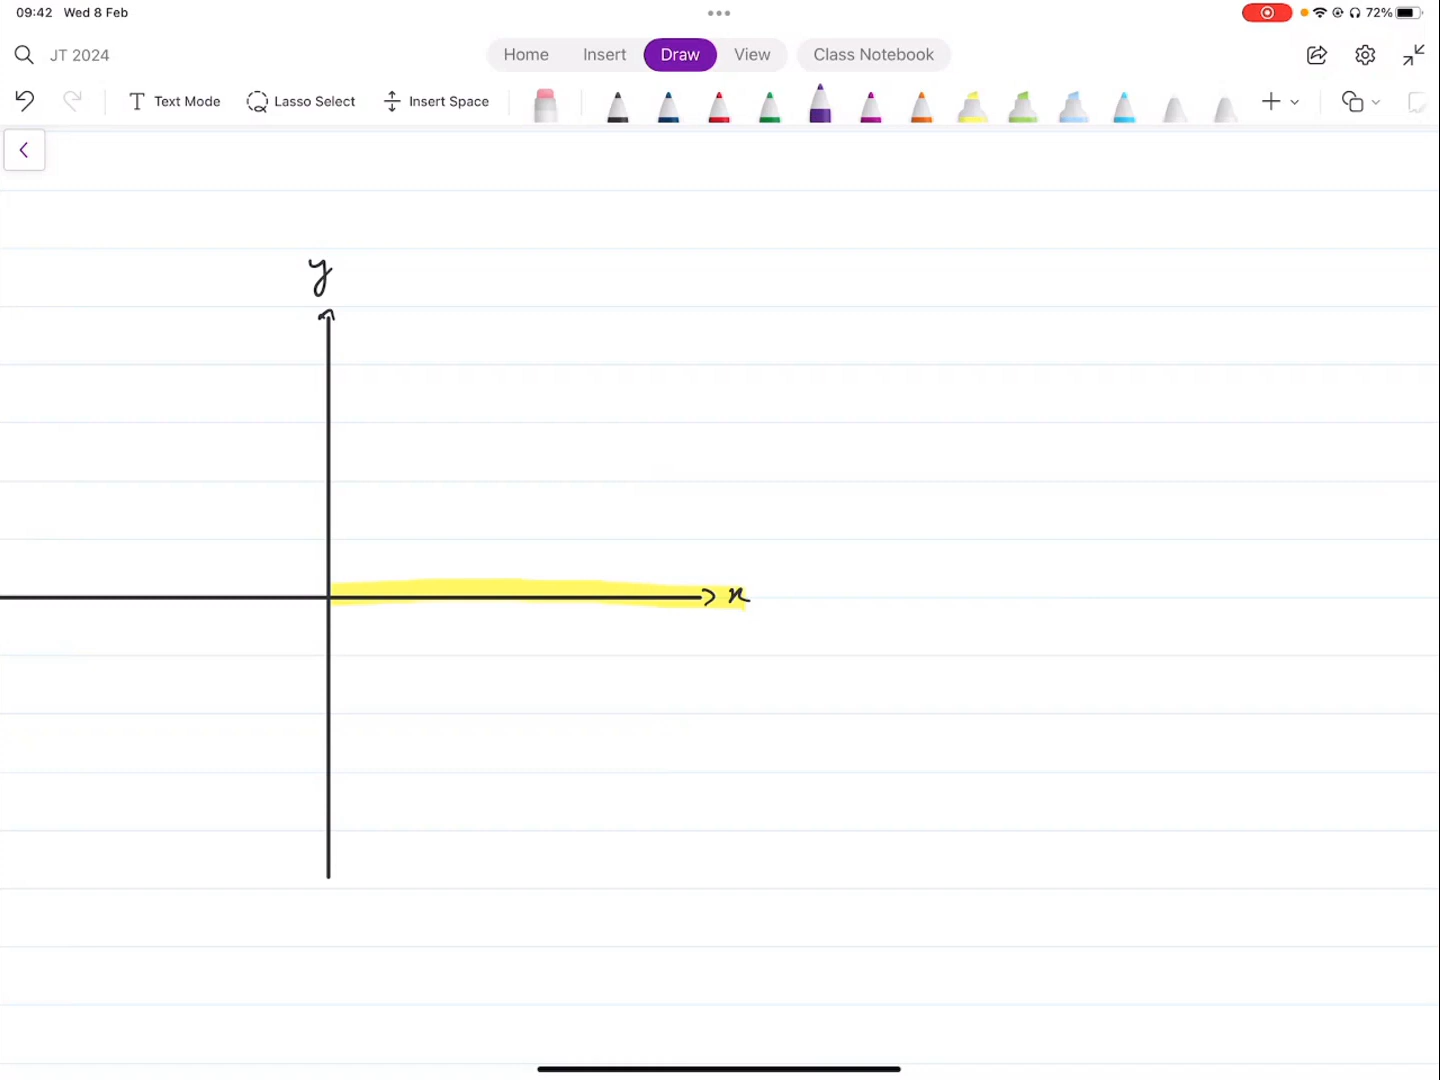 09:42 Wed 8 Feb 72%
JT 2024 Home Insert Draw View Class Notebook
Text Mode Lasso Select Insert Space
y
x